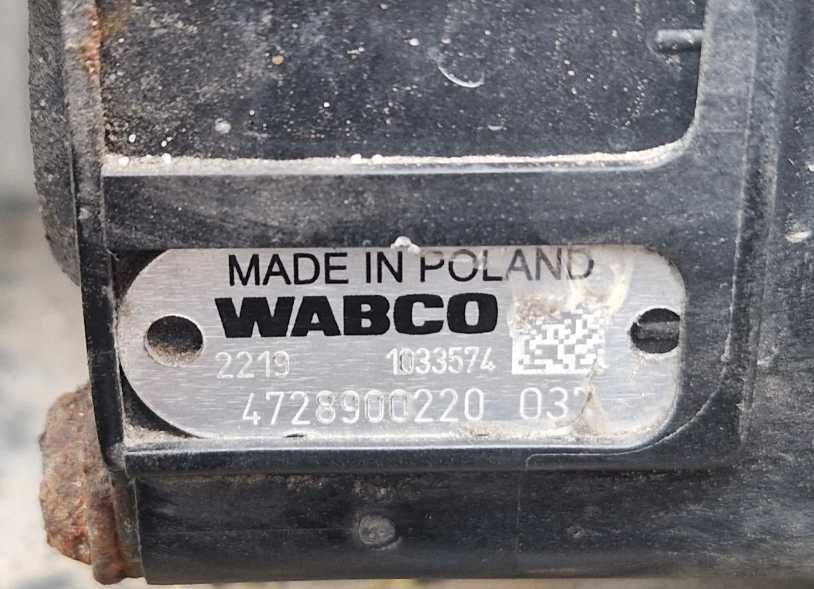 MADE IN POLAND
WABCO
2219 1033574
4728900220 037